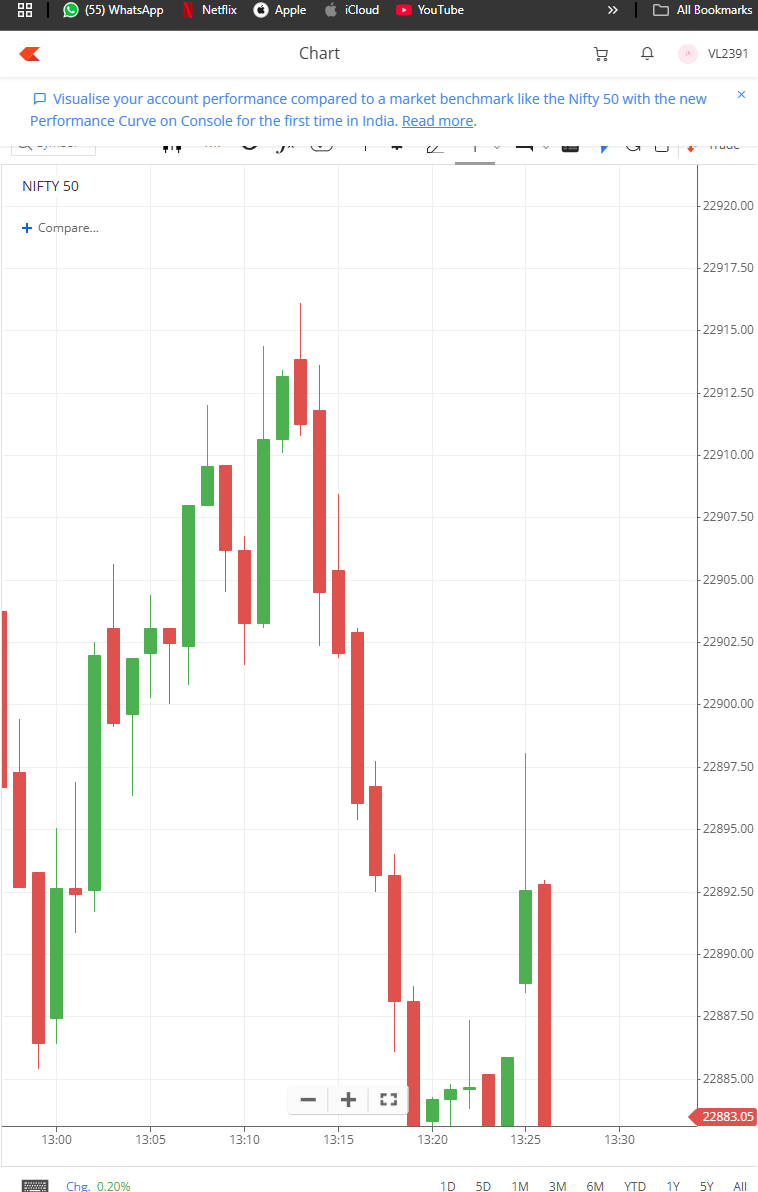 (55) WhatsApp
Netflix
Apple
iCloud
YouTube
»
All Bookmarks
Chart
VL2391
Visualise your account performance compared to a market benchmark like the Nifty 50 with the new
Performance Curve on Console for the first time in India. Read more.
NIFTY 50
Compare...
22920.00
22917.50
22915.00
22912.50
22910.00
22907.50
22905.00
22902.50
22900.00
22897.50
22895.00
22892.50
22890.00
22887.50
22885.00
22883.05
13:00
13:05
13:10
13:15
13:20
13:25
13:30
Chg. 0.20%
1D
5D
1M
3M
6M
YTD
1Y
5Y
All